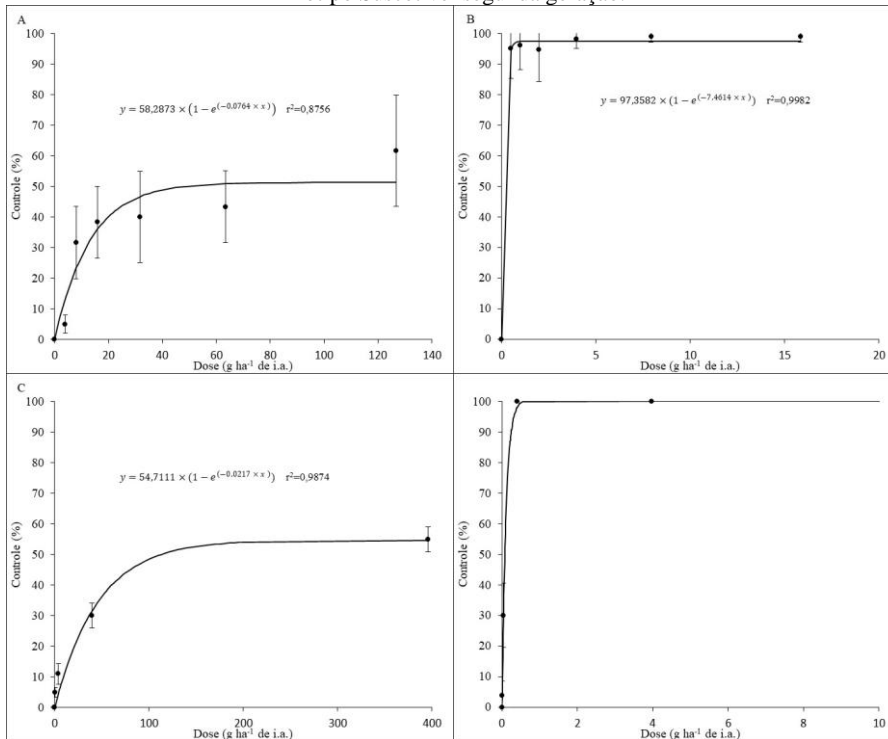 segunda geração.
A
100
90
80
70
60
50
40
30
20
10
0
Controle (%)
y = 58,2873 × (1 − e^(−0.0764 × x)) r²=0,8756
0 20 40 60 80 100 120 140
Dose (g ha⁻¹ de i.a.)
B
100
90
80
70
60
50
40
30
20
10
0
Controle (%)
y = 97,3582 × (1 − e^(−7.4614 × x)) r²=0,9982
0 5 10 15 20
Dose (g ha⁻¹ de i.a.)
C
100
90
80
70
60
50
40
30
20
10
0
Controle (%)
y = 54,7111 × (1 − e^(−0.0217 × x)) r²=0,9874
0 100 200 300 400
Dose (g ha⁻¹ de i.a.)
100
90
80
70
60
50
40
30
20
10
0
Controle (%)
0 2 4 6 8 10
Dose (g ha⁻¹ de i.a.)